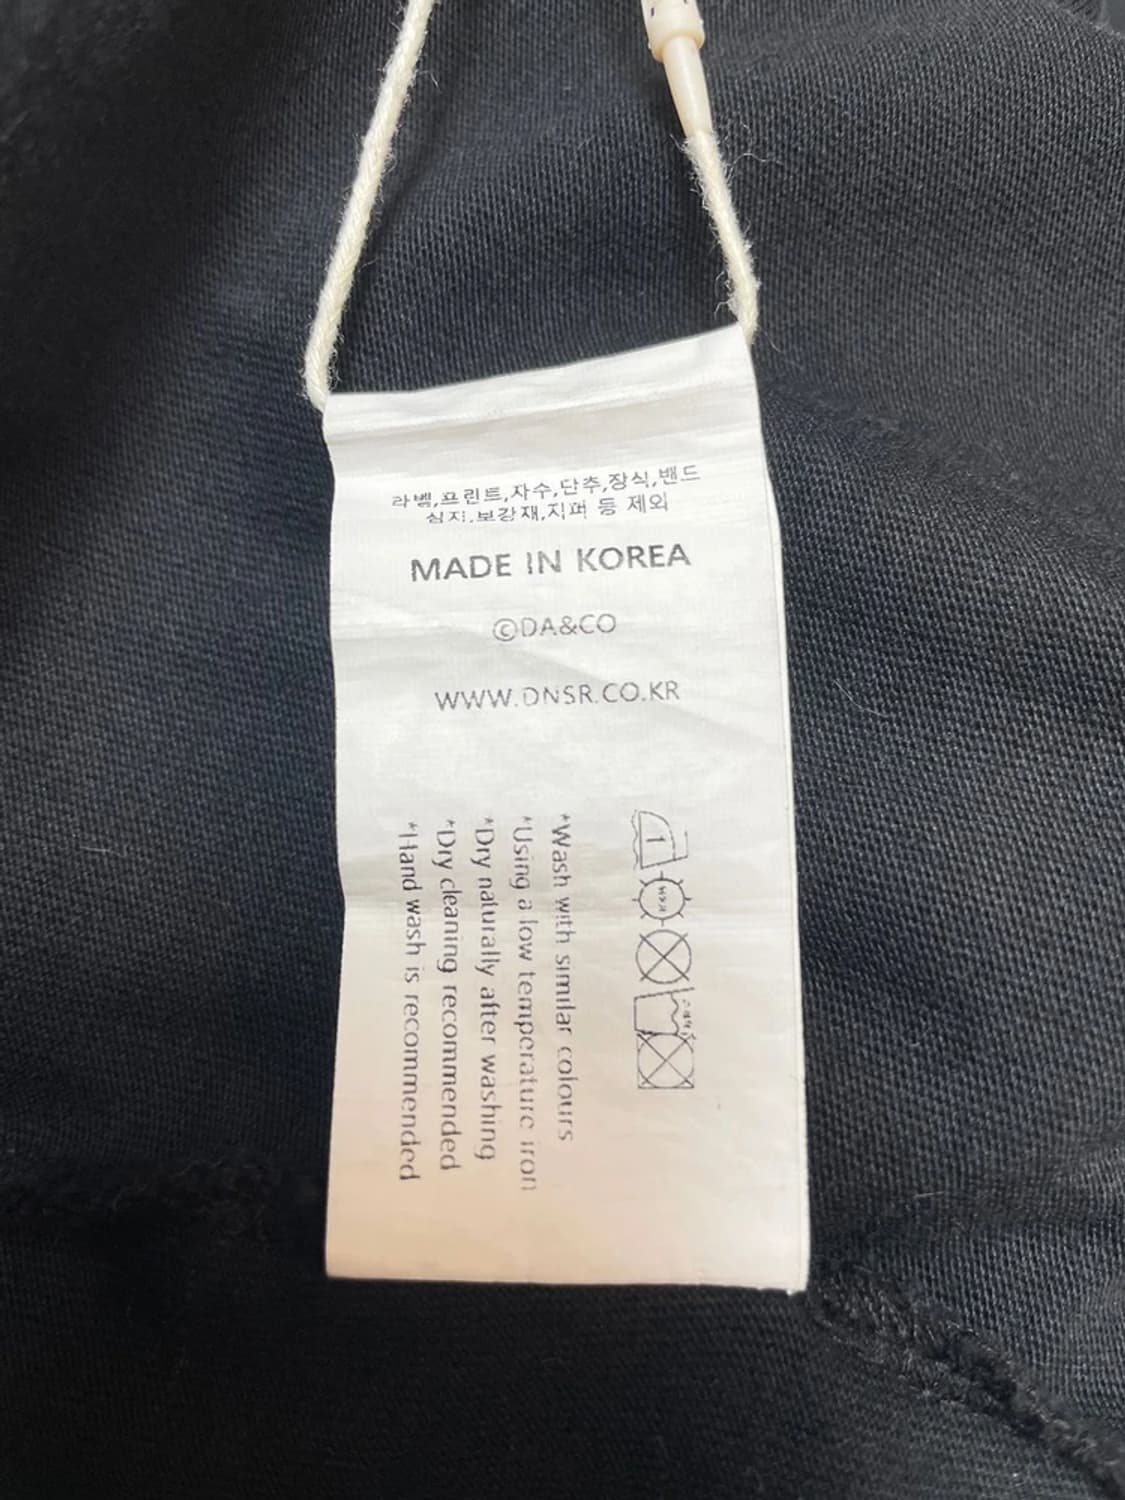 라벨,프린트,자수,단추,장식,밴드
심지,보강재,지퍼 등 제외
MADE IN KOREA
©DA&CO
WWW.DNSR.CO.KR
1
*Wash with similar colours
*Using a low temperature iron
*Dry naturally after washing
*Dry cleaning recommended
*Hand wash is recommended